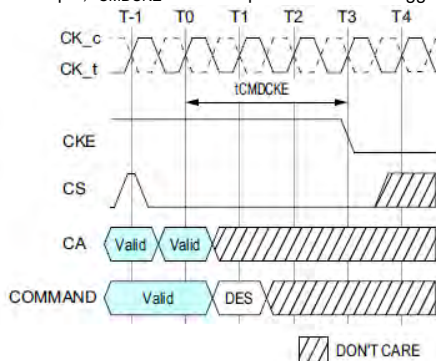 T-1 T0 T1 T2 T3 T4
CK_c
CK_t
tCMDCKE
CKE
CS
CA Valid Valid
COMMAND Valid DES
DON'T CARE